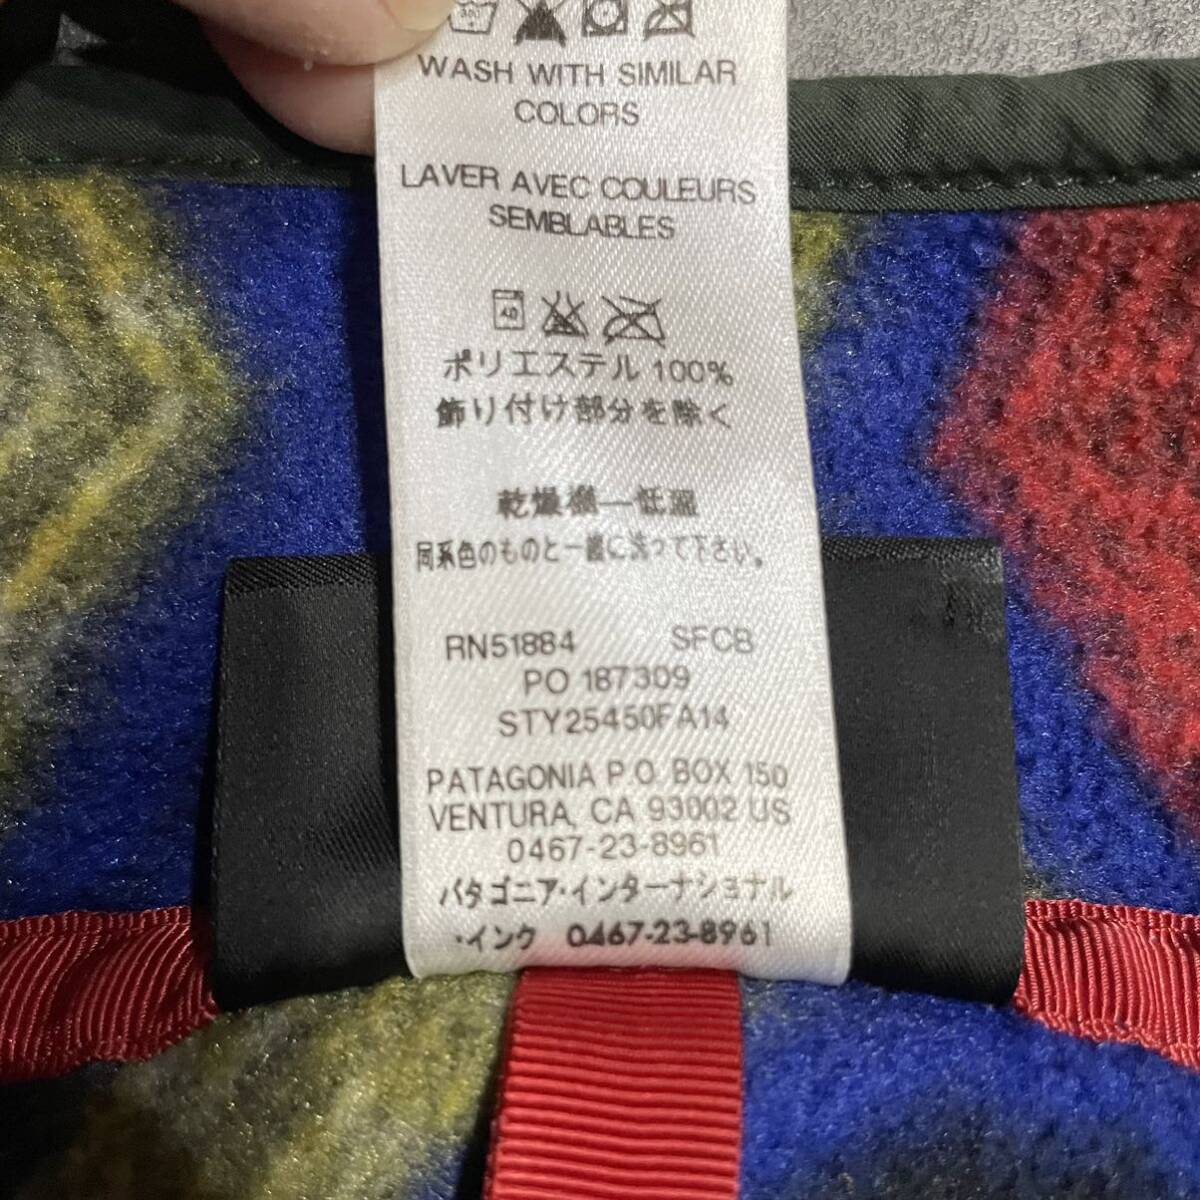 30°
WASH WITH SIMILAR
COLORS
LAVER AVEC COULEURS
SEMBLABLES
40
ポリエステル 100%
飾り付け部分を除く
乾燥機—低温
同系色のものと一緒に洗って下さい。
RN51884 SFCB
PO 187309
STY25450FA14
PATAGONIA P.O. BOX 150
VENTURA, CA 93002 US
0467-23-8961
パタゴニア・インターナショナル
・インク 0467-23-8961